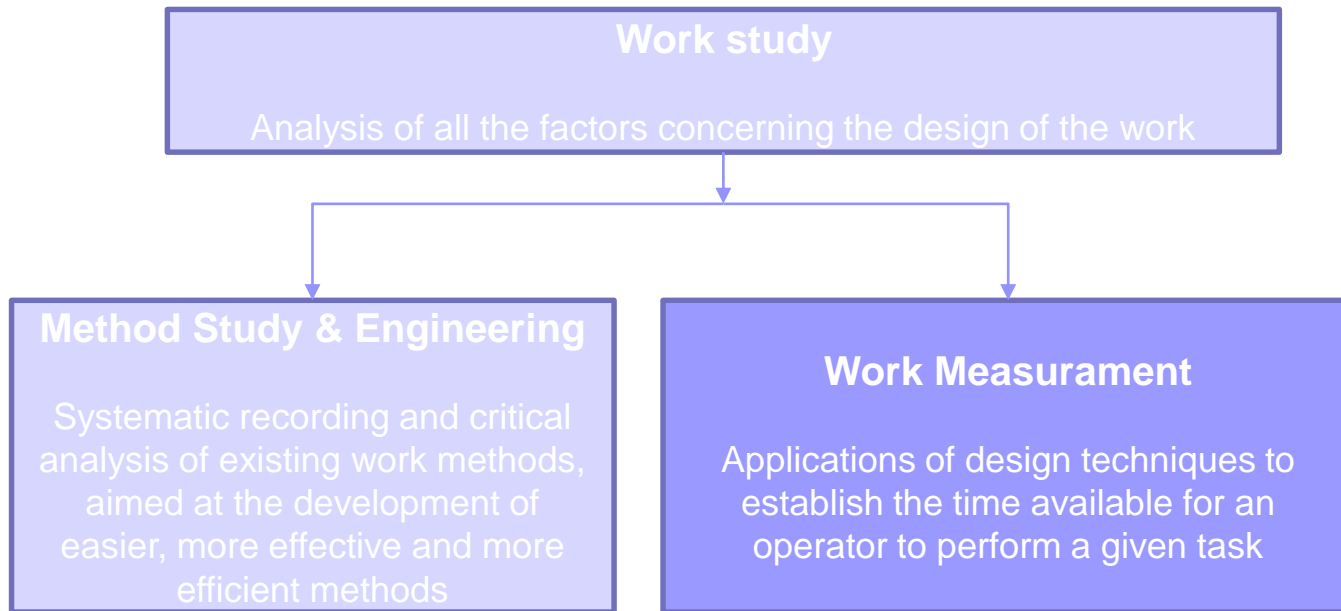 Work study
Analysis of all the factors concerning the design of the work
Method Study & Engineering
Systematic recording and critical
analysis of existing work methods,
aimed at the development of
easier, more effective and more
efficient methods
Work Measurament
Applications of design techniques to
establish the time available for an
operator to perform a given task